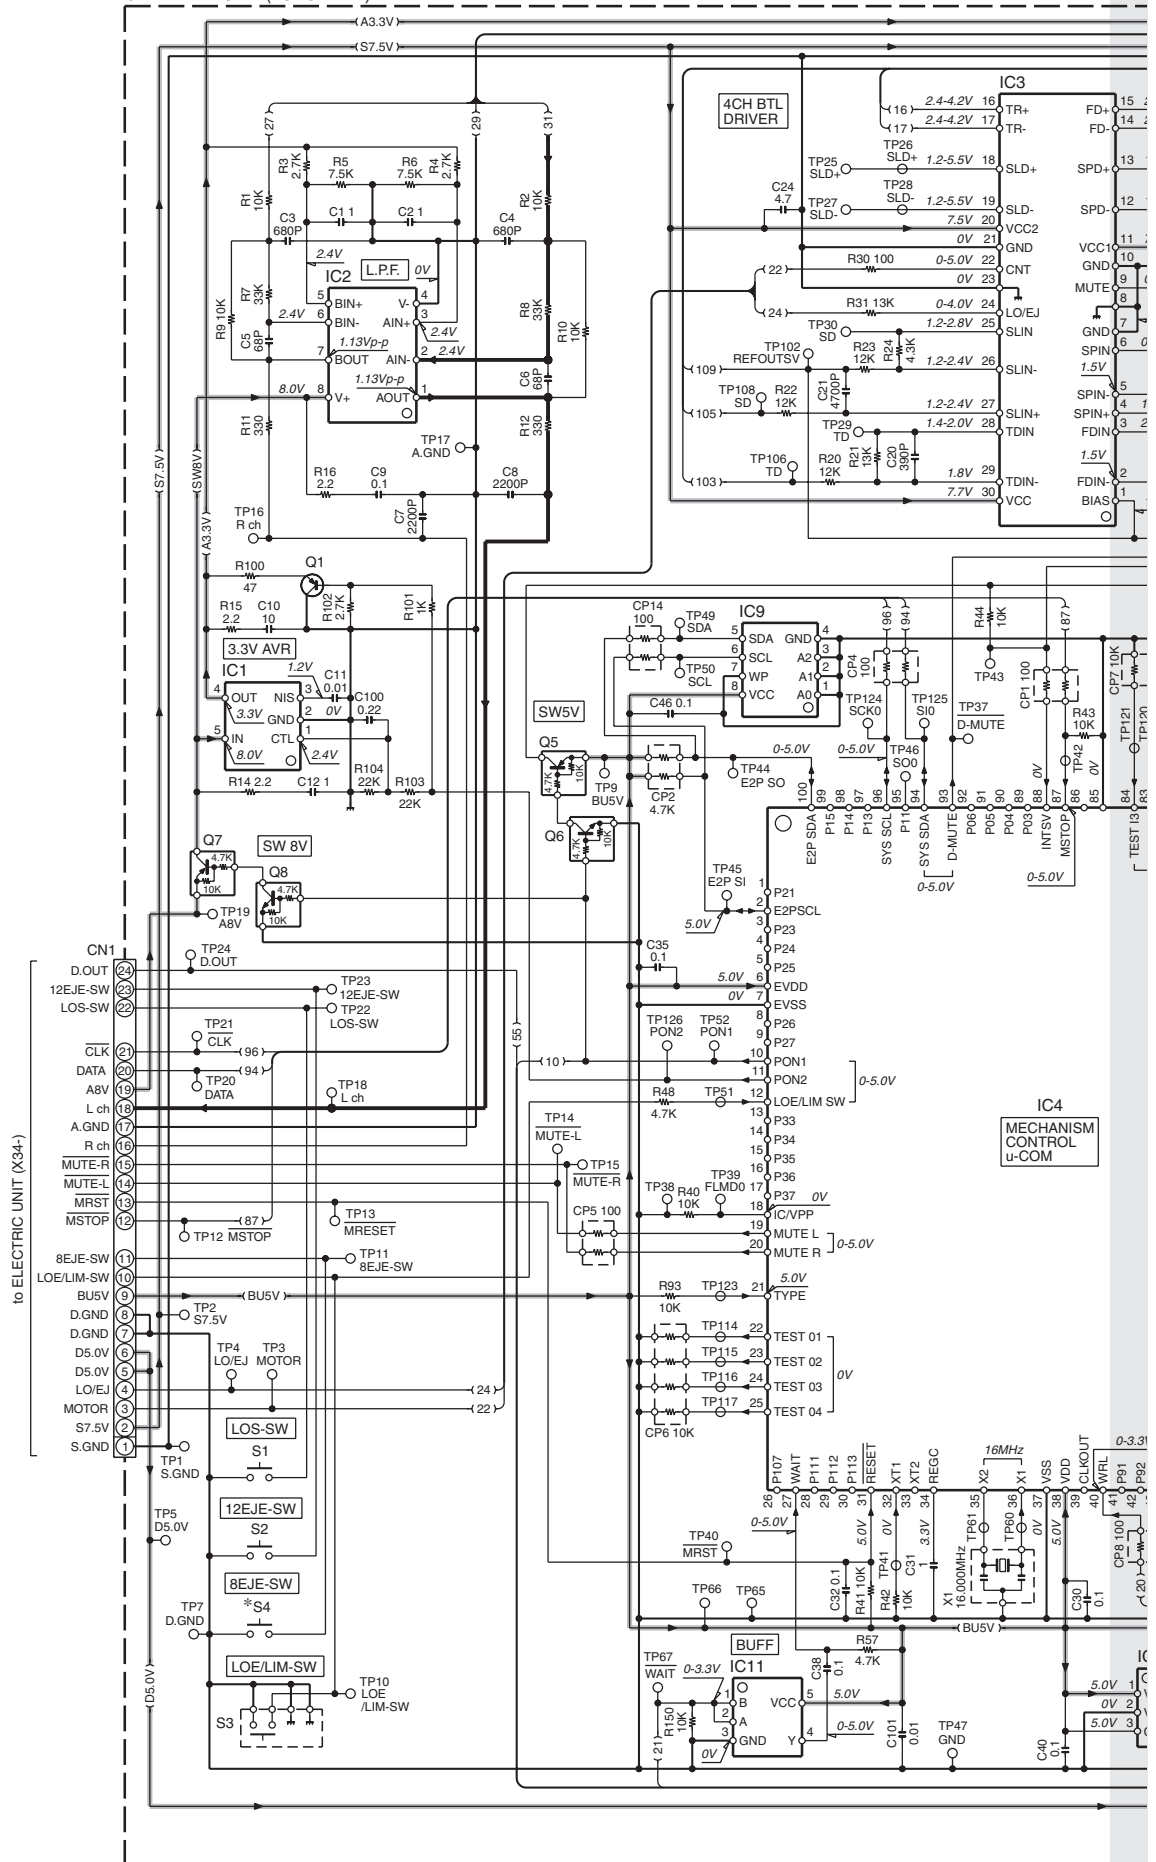 A3.3V
S7.5V
27
29
31
R3
2.7K
R5
7.5K
R6
7.5K
R4
2.7K
R1
10K
C1 1
C2 1
R2
10K
C3
680P
C4
680P
2.4V
IC2
L.P.F.
0V
R7
33K
R9 10K
C5
68P
2.4V
5
BIN+
V-
4
6
BIN-
AIN+
3
2.4V
1.13Vp-p
7
BOUT
AIN-
2
2.4V
1.13Vp-p
8.0V
8
V+
AOUT
1
R8
33K
R10
10K
C6
68P
R11
330
R12
330
TP17
A.GND
S7.5V
SW8V
A3.3V
R16
2.2
C9
0.1
C8
2200P
C7
2200P
TP16
R ch
4CH BTL
DRIVER
IC3
16
2.4-4.2V
16
TR+
FD+
15
17
2.4-4.2V
17
TR-
FD-
14
TP25
SLD+
TP26
SLD+
1.2-5.5V
18
SLD+
SPD+
13
C24
4.7
TP27
SLD-
TP28
SLD-
1.2-5.5V
19
SLD-
SPD-
12
7.5V
20
VCC2
0V
21
GND
VCC1
11
22
R30 100
0-5.0V
22
CNT
GND
10
0V
23
MUTE
9
24
R31 13K
0-4.0V
24
LO/EJ
8
TP30
SD
1.2-2.8V
25
SLIN
GND
7
R24
4.3K
TP102
REFOUTSV
R23
12K
109
1.2-2.4V
26
SLIN-
SPIN
6
1.5V
C21
4700P
TP108
SD
R22
12K
SPIN-
5
105
1.2-2.4V
27
SLIN+
SPIN+
4
TP29
TD
1.4-2.0V
28
TDIN
FDIN
3
TP106
TD
R20
12K
R21
13K
C20
390P
1.5V
103
1.8V
29
TDIN-
FDIN-
2
7.7V
30
VCC
BIAS
1
R100
47
Q1
R102
2.7K
R101
1K
R15
2.2
C10
10
3.3V AVR
IC1
1.2V
C11
0.01
0V
C100
0.22
4
OUT
NIS
3
3.3V
GND
2
5
IN
CTL
1
8.0V
2.4V
R14 2.2
C12 1
R104
22K
R103
22K
Q7
4.7K
10K
SW 8V
Q8
4.7K
10K
TP19
A8V
CP14
100
TP49
SDA
TP50
SCL
IC9
5
SDA
GND
4
6
SCL
A2
3
7
WP
A1
2
8
VCC
A0
1
C46 0.1
SW5V
Q5
4.7K
10K
TP9
BU5V
CP2
4.7K
TP44
E2P SO
Q6
4.7K
10K
96
94
87
CP4
100
R44
10K
TP43
CP1 100
CP7 10K
TP124
SCK0
TP125
SI0
TP46
SO0
TP37
D-MUTE
R43
10K
TP42
TP121
TP120
0-5.0V
0-5.0V
0V
0V
100
99
98
97
96
95
94
93
92
91
90
89
88
87
86
85
84
83
E2P SDA
P15
P14
P13
SYS SCL
P11
SYS SDA
D-MUTE
P06
P05
P04
P03
INTSV
MSTOP
TEST I3
0-5.0V
0-5.0V
TP45
E2P SI
5.0V
1
P21
2
E2PSCL
3
P23
4
P24
5
P25
C35
0.1
5.0V
6
EVDD
0V
7
EVSS
8
P26
9
P27
TP126
PON2
TP52
PON1
10
10
PON1
11
PON2
0-5.0V
R48
4.7K
TP51
12
LOE/LIM SW
13
P33
14
P34
15
P35
16
P36
17
P37
TP38
R40
10K
TP39
FLMD0
18
IC/VPP
0V
CP5 100
19
MUTE L
20
MUTE R
0-5.0V
R93
10K
TP123
21
TYPE
5.0V
TP114
22
TEST 01
TP115
23
TEST 02
TP116
24
TEST 03
TP117
25
TEST 04
0V
CP6 10K
IC4
MECHANISM
CONTROL
u-COM
CN1
to ELECTRIC UNIT (X34-)
D.OUT
24
TP24
D.OUT
12EJE-SW
23
TP23
12EJE-SW
LOS-SW
22
TP22
LOS-SW
TP21
CLK
CLK
21
96
DATA
20
94
TP20
DATA
A8V
19
TP18
L ch
L ch
18
A.GND
17
R ch
16
MUTE-R
15
TP14
MUTE-L
TP15
MUTE-R
MUTE-L
14
MRST
13
TP13
MRESET
MSTOP
12
87
TP12
MSTOP
8EJE-SW
11
TP11
8EJE-SW
LOE/LIM-SW
10
BU5V
9
BU5V
D.GND
8
TP2
S7.5V
D.GND
7
D5.0V
6
D5.0V
5
TP4
LO/EJ
TP3
MOTOR
LO/EJ
4
24
MOTOR
3
22
S7.5V
2
S.GND
1
TP1
S.GND
55
LOS-SW
S1
TP5
D5.0V
12EJE-SW
S2
8EJE-SW
*S4
TP7
D.GND
LOE/LIM-SW
S3
TP10
LOE
/LIM-SW
D5.0V
P107
WAIT
P111
P112
P113
RESET
XT1
XT2
REGC
X2
X1
VSS
VDD
CLKOUT
WRL
P91
P92
16MHz
0-3.3V
26
27
28
29
30
31
32
33
34
35
36
37
38
39
40
41
42
0-5.0V
5.0V
0V
3.3V
TP61
TP60
0V
5.0V
TP40
MRST
C32 0.1
R41 10K
TP41
R42
10K
C31
1
X1
16.000MHz
C30
0.1
CP8 100
20
TP66
TP65
BU5V
BUFF
R57
4.7K
C38
0.1
TP67
WAIT
0-3.3V
IC11
1
B
VCC
5
5.0V
2
A
3
GND
Y
4
0-5.0V
0V
R150
10K
21
C101
0.01
TP47
GND
C40
0.1
5.0V
1
0V
2
5.0V
3